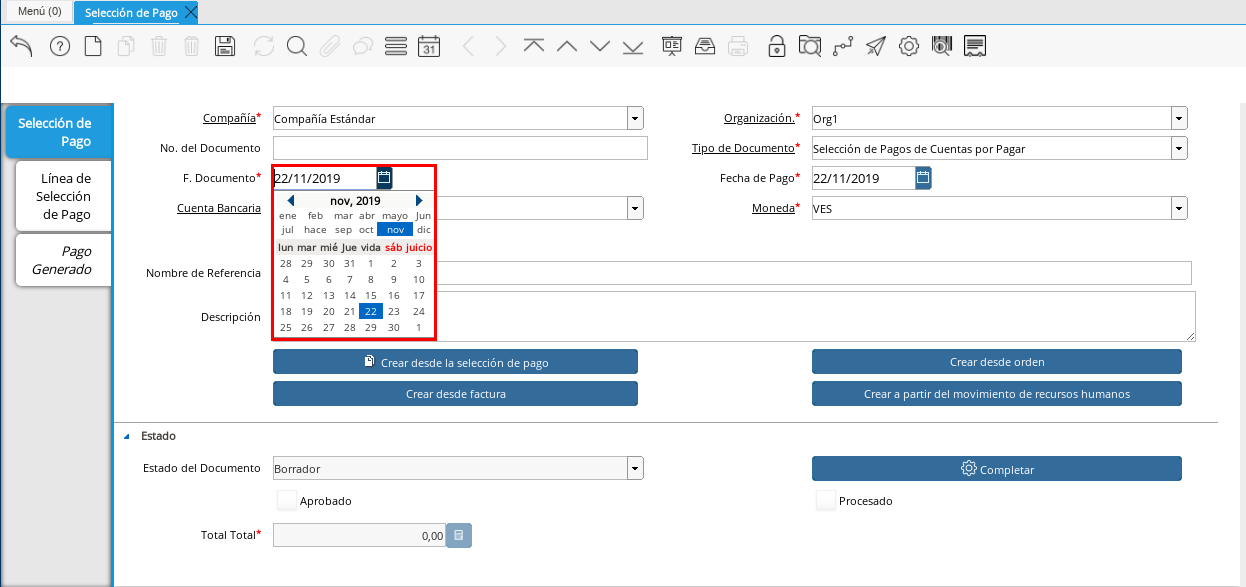 Menú (0)
Selección de Pago
31
Selección de
Pago
Línea de
Selección
de Pago
Pago
Generado
Compañía* Compañía Estándar
Organización.* Org1
No. del Documento
Tipo de Documento* Selección de Pagos de Cuentas por Pagar
F. Documento* 22/11/2019
Fecha de Pago* 22/11/2019
Cuenta Bancaria
Moneda* VES
nov, 2019
ene feb mar abr mayo Jun
jul hace sep oct nov dic
lun mar mié Jue vida sáb juicio
28 29 30 31 1 2 3
4 5 6 7 8 9 10
11 12 13 14 15 16 17
18 19 20 21 22 23 24
25 26 27 28 29 30 1
Nombre de Referencia
Descripción
Crear desde la selección de pago
Crear desde orden
Crear desde factura
Crear a partir del movimiento de recursos humanos
Estado
Estado del Documento Borrador
Completar
Aprobado
Procesado
Total Total* 0,00